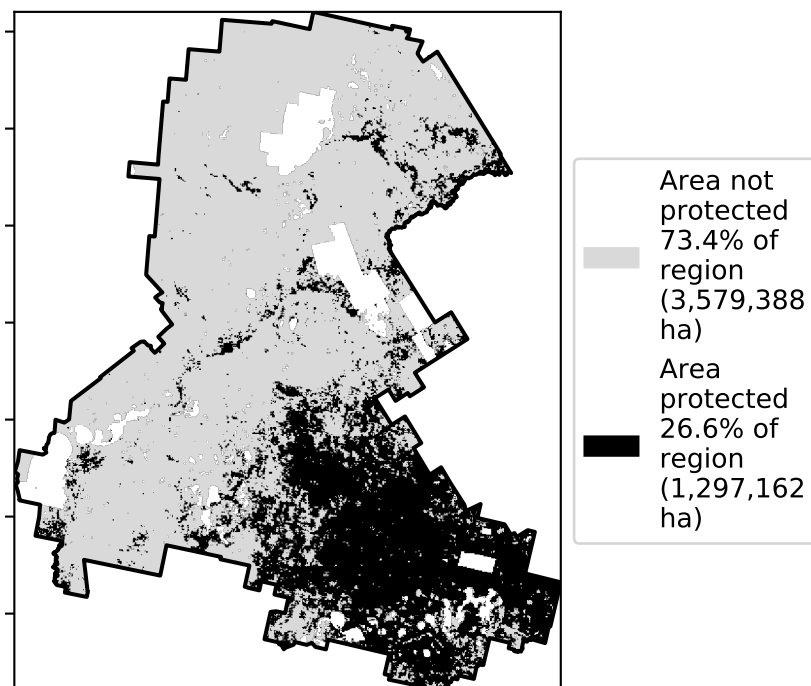 Area not
protected
73.4% of
region
(3,579,388
ha)
Area
protected
26.6% of
region
(1,297,162
ha)